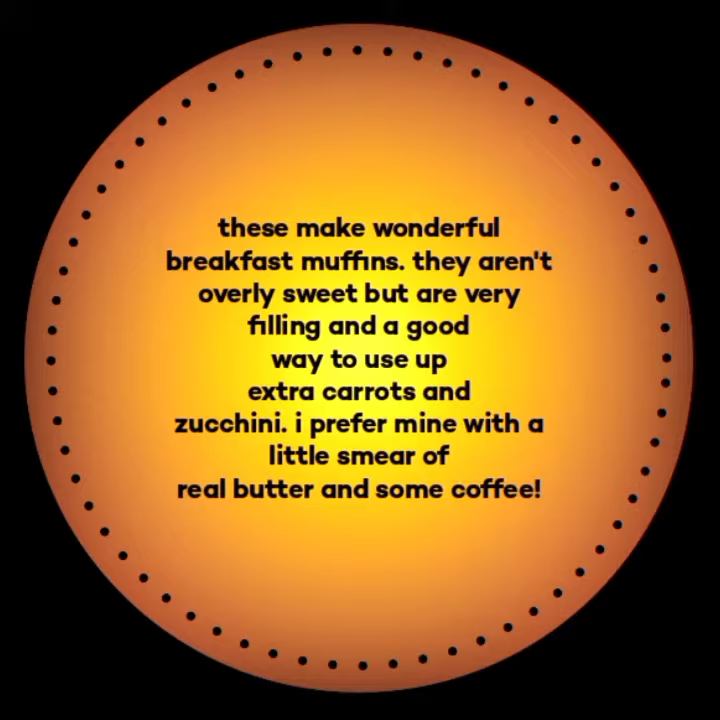 these make wonderful
breakfast muffins. they aren't
overly sweet but are very
filling and a good
way to use up
extra carrots and
zucchini. i prefer mine with a
little smear of
real butter and some coffee!